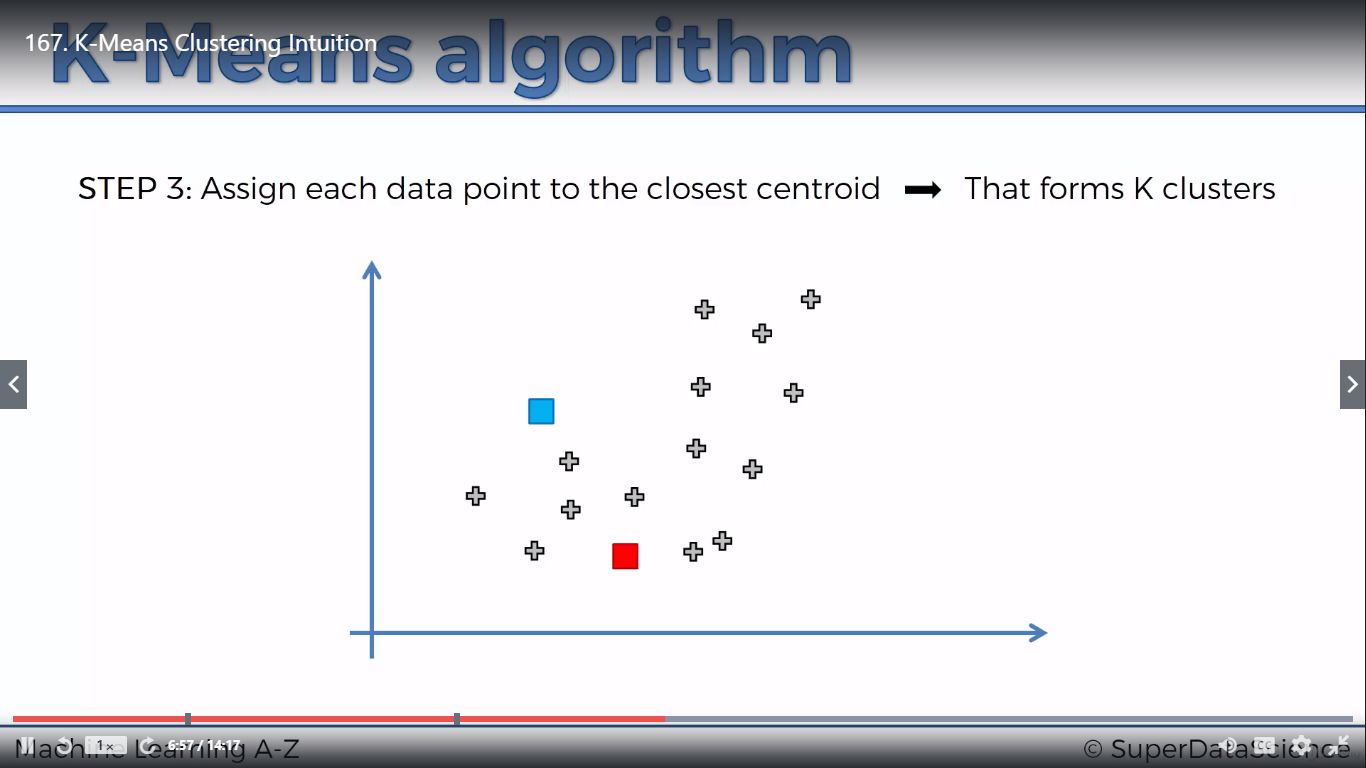 K-Means algorithm
167. K-Means Clustering Intuition
STEP 3: Assign each data point to the closest centroid ➡ That forms K clusters
1×
6:57 / 14:17
CC
Machine Learning A-Z
© SuperDataScience